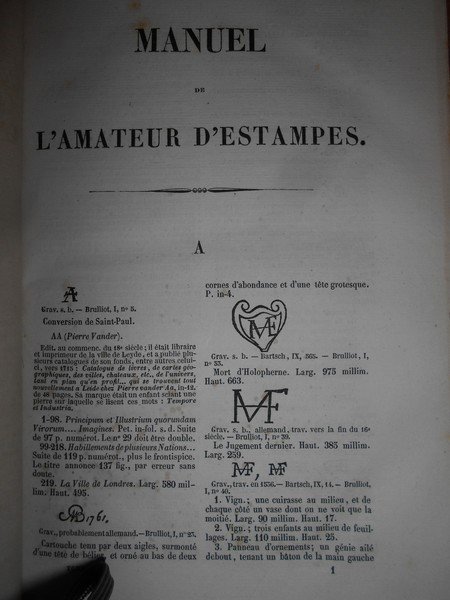 MANUEL
DE
L'AMATEUR D'ESTAMPES.
A
A
Grav. s. b. — Brulliot, I, n° 5.
Conversion de Saint-Paul.
AA (Pierre Vander).
Edit. au commenc. du 18e siècle; il était libraire
et imprimeur de la ville de Leyde, et a publié plu-
sieurs catalogues de son fonds, entre autres celui-
ci, vers 1715 : Catalogue de livres, de cartes géo-
graphiques, des villes, châteaux, etc., de l'univers,
tant en plan qu'en profil... qui se trouvent tout
nouvellement à Leide chez Pierre vander Aa, in-12.
de 48 pages. Sa marque était un enfant sciant une
pierre sur laquelle se lisent ces mots : Tempore
et Industria.
1-98. Principum et Illustrium quorundam
Virorum.... Imagines. Pet. in-fol. s. d. Suite
de 97 p. numérot. Le n° 29 doit être double.
99-218. Habillements de plusieurs Nations...
Suite de 119 p. numérot., plus le frontispice.
Le titre annonce 137 fig., par erreur sans
doute.
219. La Ville de Londres. Larg. 580 mil-
lim. Haut. 495.
1761.
Grav., probablement allemand. — Brulliot, I, n° 25.
Cartouche tenu par deux aigles, surmonté
d'une tête de bélier, et orné au bas de deux
cornes d'abondance et d'une tête grotesque.
P. in-4.
Grav. s. b. — Bartsch, IX, 565. — Brulliot, I,
n° 35.
Mort d'Holopherne. Larg. 975 millim.
Haut. 663.
Grav. s. b., allemand, trav. vers la fin du 16e
siècle. — Brulliot, I, n° 39.
Le Jugement dernier. Haut. 385 millim.
Larg. 259.
Grav., trav. en 1536. — Bartsch, IX, 14. — Brulliot,
I, n° 40.
1. Vign.; une cuirasse au milieu, et de
chaque côté un vase dont on ne voit que
la moitié. Larg. 90 millim. Haut. 17.
2. Vign.; trois enfants au milieu de feuil-
lages. Larg. 110 millim. Haut. 25.
3. Panneau d'ornements; un génie ailé
debout, tenant un bâton de la main gauche
1